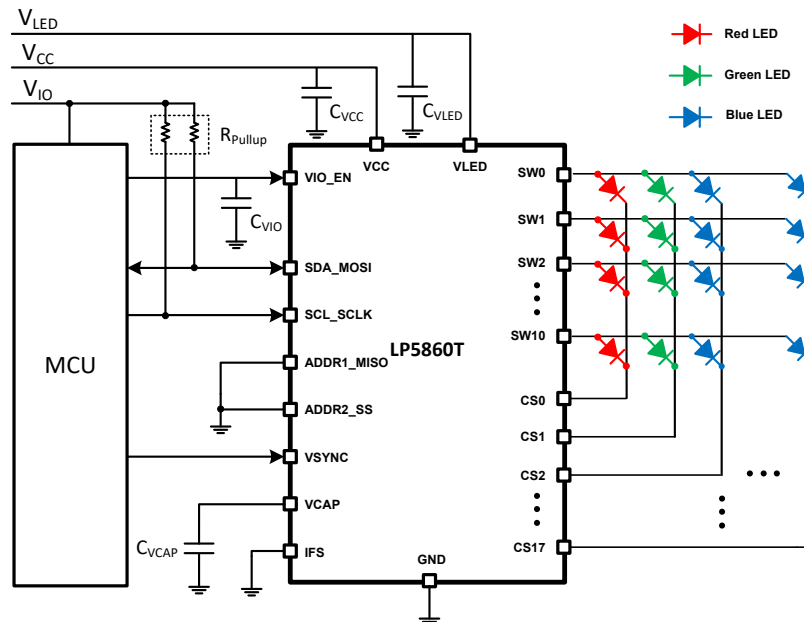 VLED
VCC
VIO
RPullup
CVCC
CVLED
CVIO
CVCAP
Red LED
Green LED
Blue LED
MCU
LP5860T
VCC
VLED
VIO_EN
SDA_MOSI
SCL_SCLK
ADDR1_MISO
ADDR2_SS
VSYNC
VCAP
IFS
GND
SW0
SW1
SW2
SW10
CS0
CS1
CS2
CS17